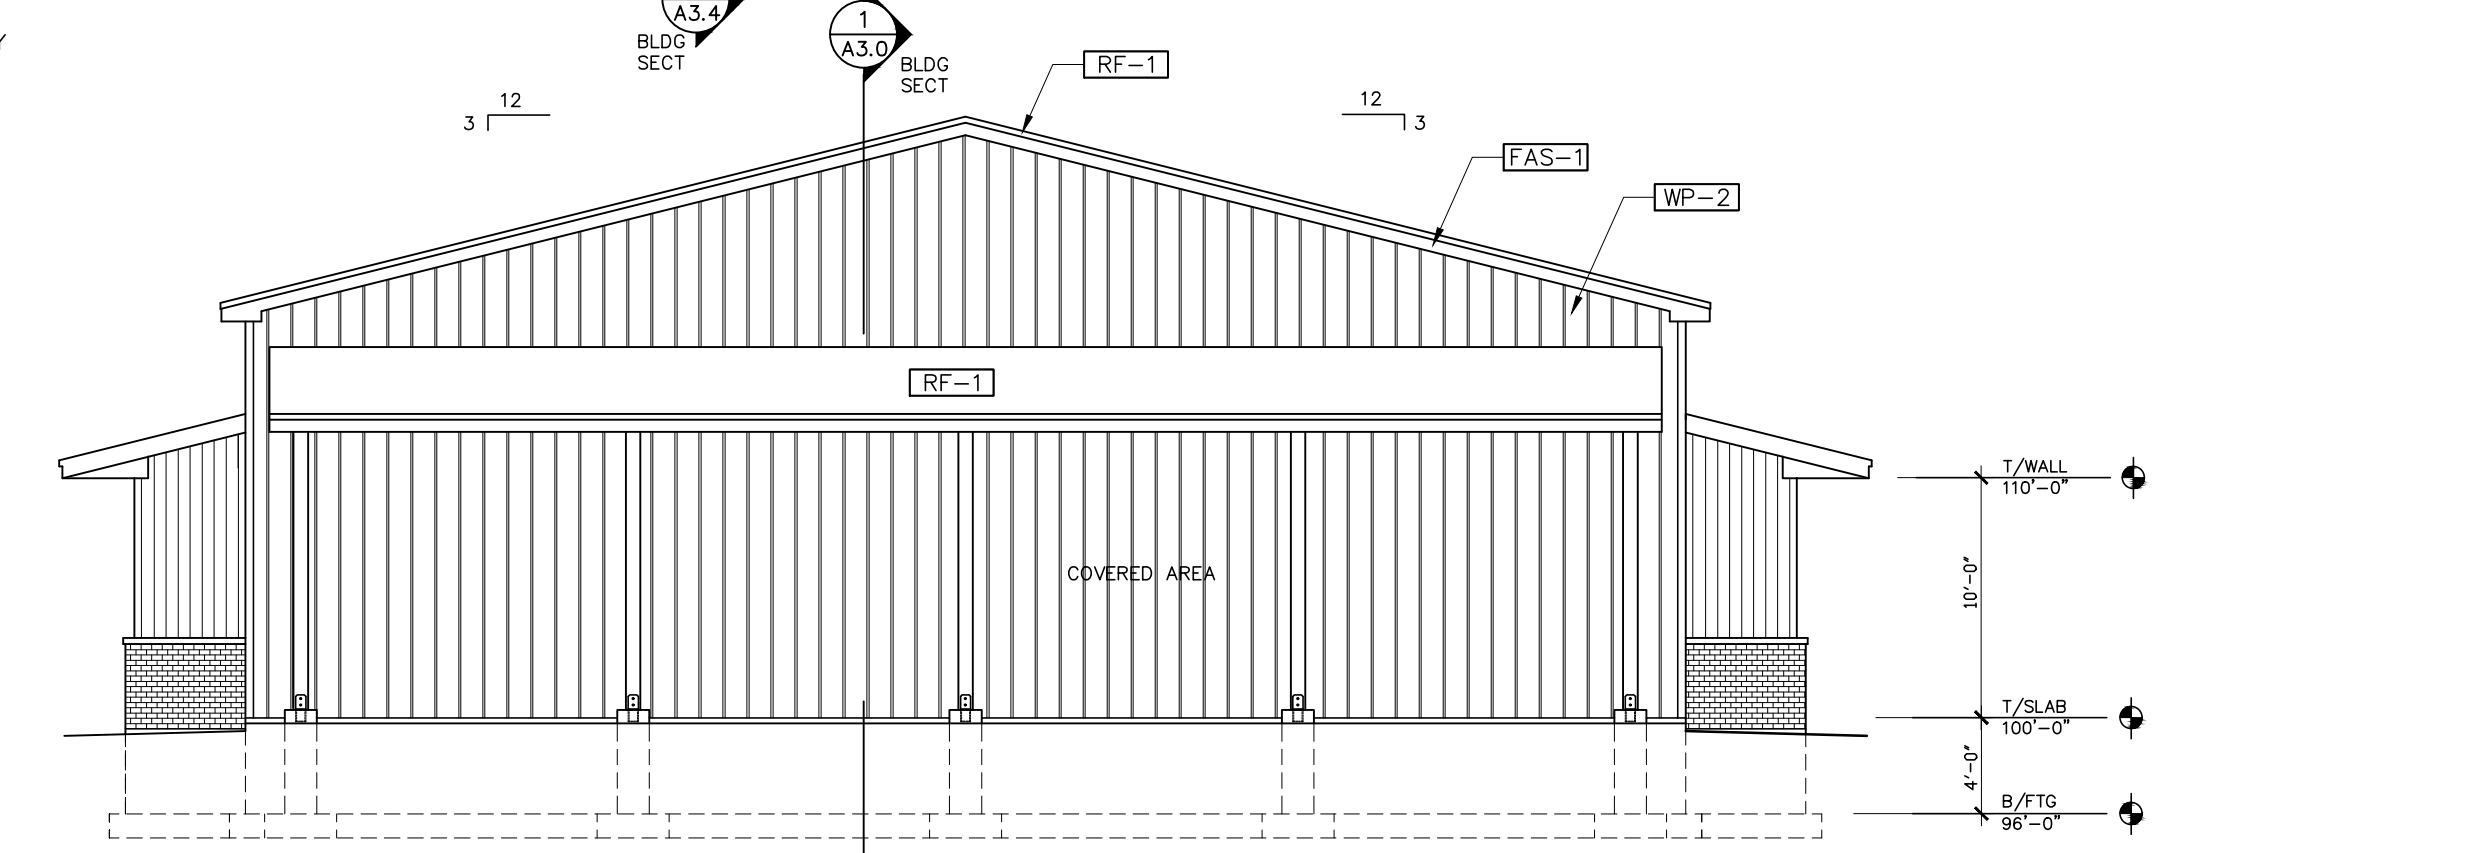 A3.4
BLDG
SECT
1
A3.0
BLDG
SECT
RF-1
12
3
12
3
FAS-1
WP-2
RF-1
COVERED AREA
T/WALL
110'-0"
10'-0"
T/SLAB
100'-0"
4'-0"
B/FTG
96'-0"